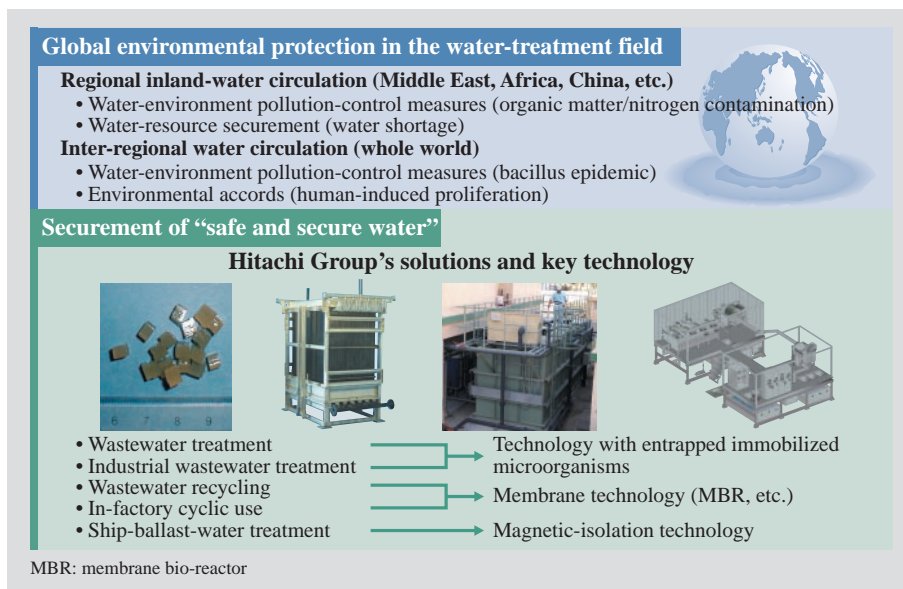 Global environmental protection in the water-treatment field
Regional inland-water circulation (Middle East, Africa, China, etc.)
• Water-environment pollution-control measures (organic matter/nitrogen contamination)
• Water-resource securement (water shortage)
Inter-regional water circulation (whole world)
• Water-environment pollution-control measures (bacillus epidemic)
• Environmental accords (human-induced proliferation)
Securement of “safe and secure water”
Hitachi Group’s solutions and key technology
6 7 8 9
• Wastewater treatment
• Industrial wastewater treatment
• Wastewater recycling
• In-factory cyclic use
• Ship-ballast-water treatment
Technology with entrapped immobilized
microorganisms
Membrane technology (MBR, etc.)
Magnetic-isolation technology
MBR: membrane bio-reactor